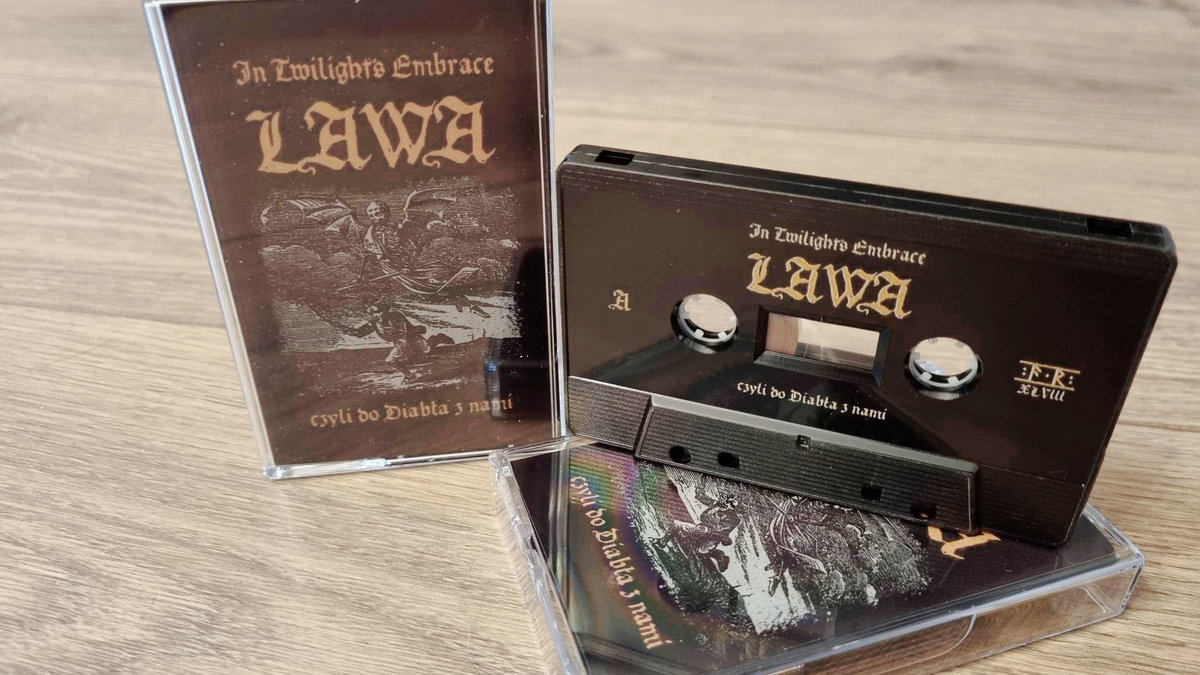 In Twilight's Embrace
LAWA
czyli do Diabła z nami
In Twilight's Embrace
LAWA
A
czyli do Diabła z nami
XLVIII
czyli do Diabła z nami